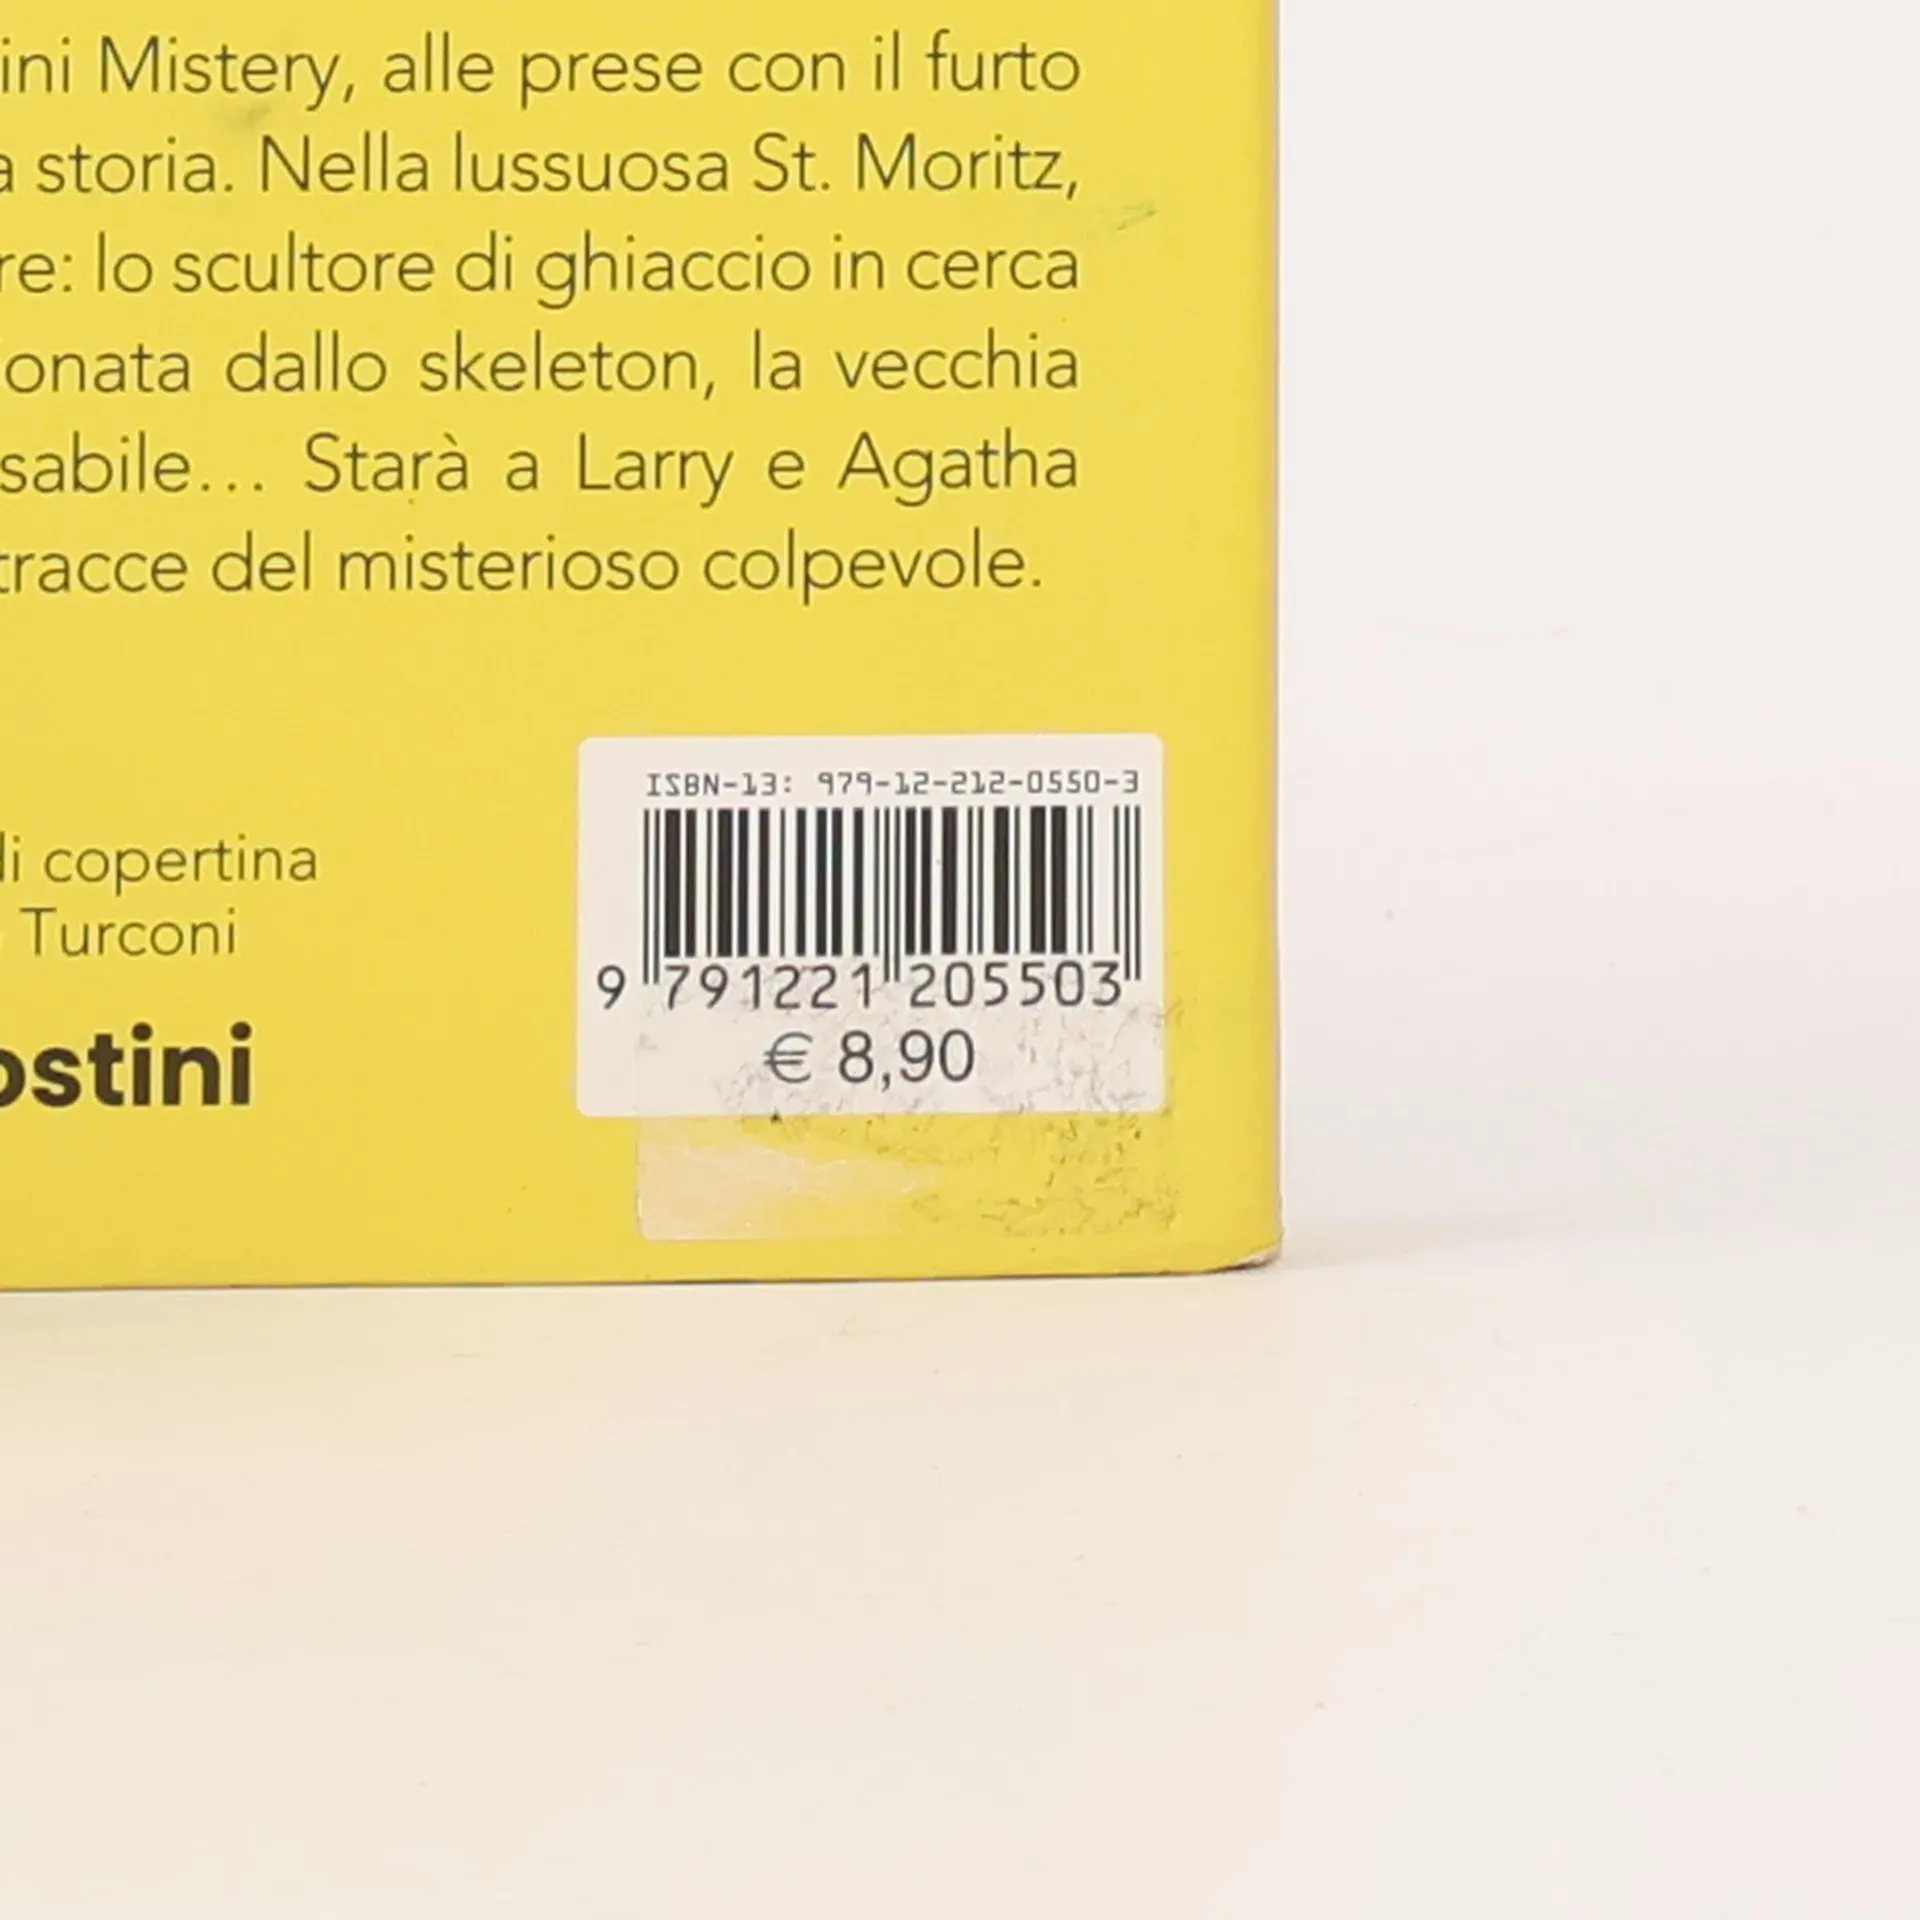 ini Mistery, alle prese con il furto
a storia. Nella lussuosa St. Moritz,
re: lo scultore di ghiaccio in cerca
ionata dallo skeleton, la vecchia
sabile… Starà a Larry e Agatha
tracce del misterioso colpevole.
di copertina
Turconi
ostini
ISBN-13: 979-12-212-0550-3
9 791221 205503
€ 8,90